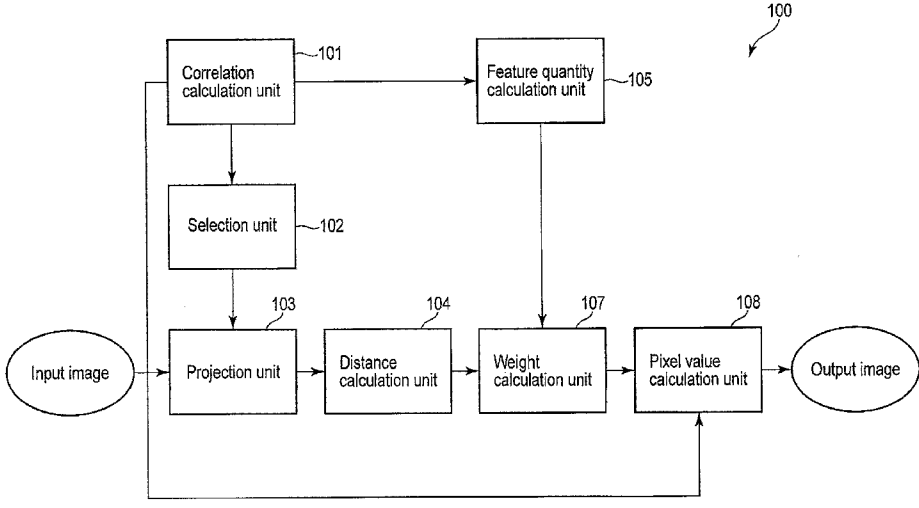 100
Correlation
calculation unit
101
Feature quantity
calculation unit
105
Selection unit
102
103
104
107
108
Input image
Projection unit
Distance
calculation unit
Weight
calculation unit
Pixel value
calculation unit
Output image